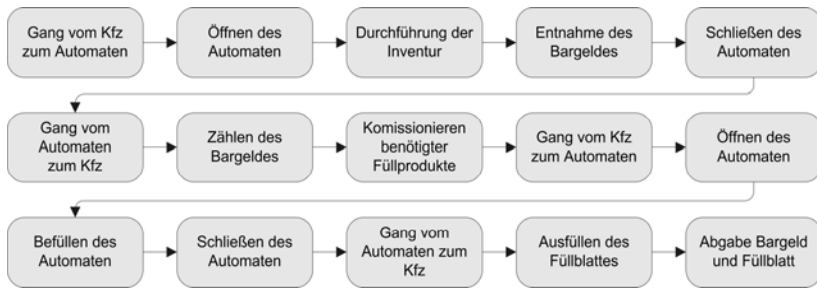 Gang vom Kfz
zum Automaten
Öffnen des
Automaten
Durchführung der
Inventur
Entnahme des
Bargeldes
Schließen des
Automaten
Gang vom
Automaten
zum Kfz
Zählen des
Bargeldes
Komissionieren
benötigter
Füllprodukte
Gang vom Kfz
zum Automaten
Öffnen des
Automaten
Befüllen des
Automaten
Schließen des
Automaten
Gang vom
Automaten zum
Kfz
Ausfüllen des
Füllblattes
Abgabe Bargeld
und Füllblatt